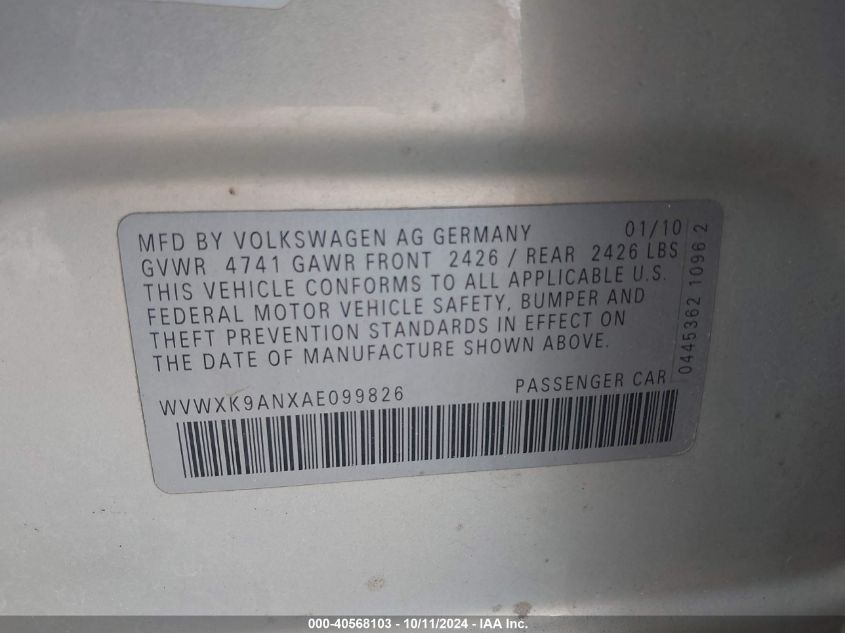 MFD BY VOLKSWAGEN AG GERMANY 01/10
GVWR 4741 GAWR FRONT 2426 / REAR 2426 LBS
THIS VEHICLE CONFORMS TO ALL APPLICABLE U.S.
FEDERAL MOTOR VEHICLE SAFETY, BUMPER AND
THEFT PREVENTION STANDARDS IN EFFECT ON
THE DATE OF MANUFACTURE SHOWN ABOVE.
WVWXK9ANXAE099826 PASSENGER CAR
0445362 1096 2
000-40568103 - 10/11/2024 - IAA Inc.